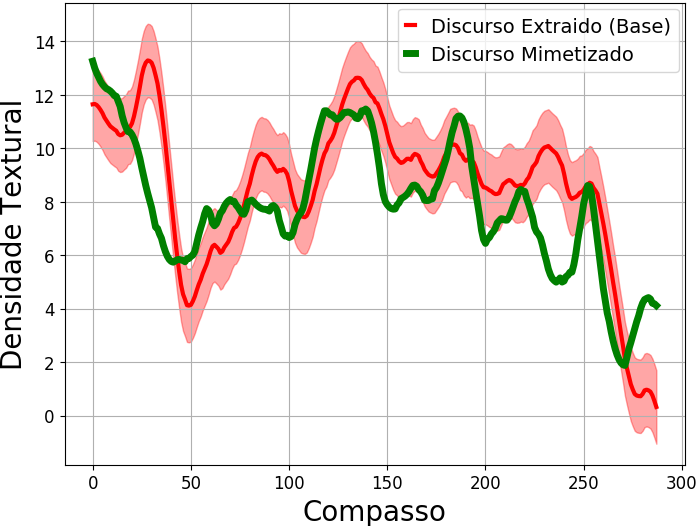 Discurso Extraido (Base)
Discurso Mimetizado
Densidade Textural
14
12
10
8
6
4
2
0
0 50 100 150 200 250 300
Compasso